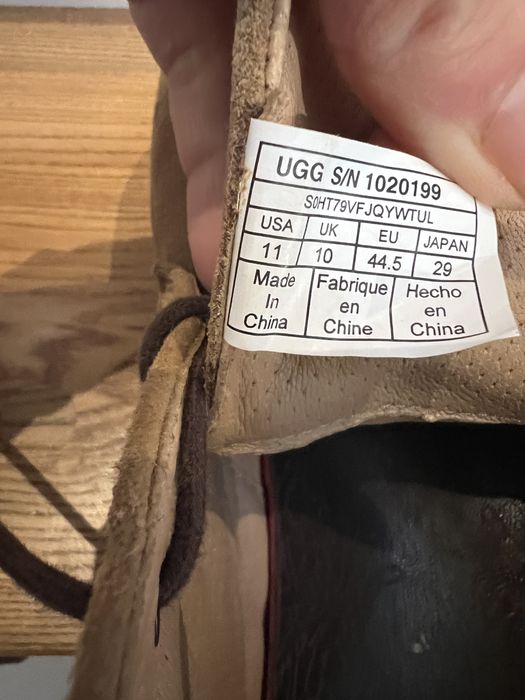 UGG S/N 1020199
S0HT79VFJQYWTUL
USA UK EU JAPAN
11 10 44.5 29
Made Fabrique Hecho
In en en
China Chine China